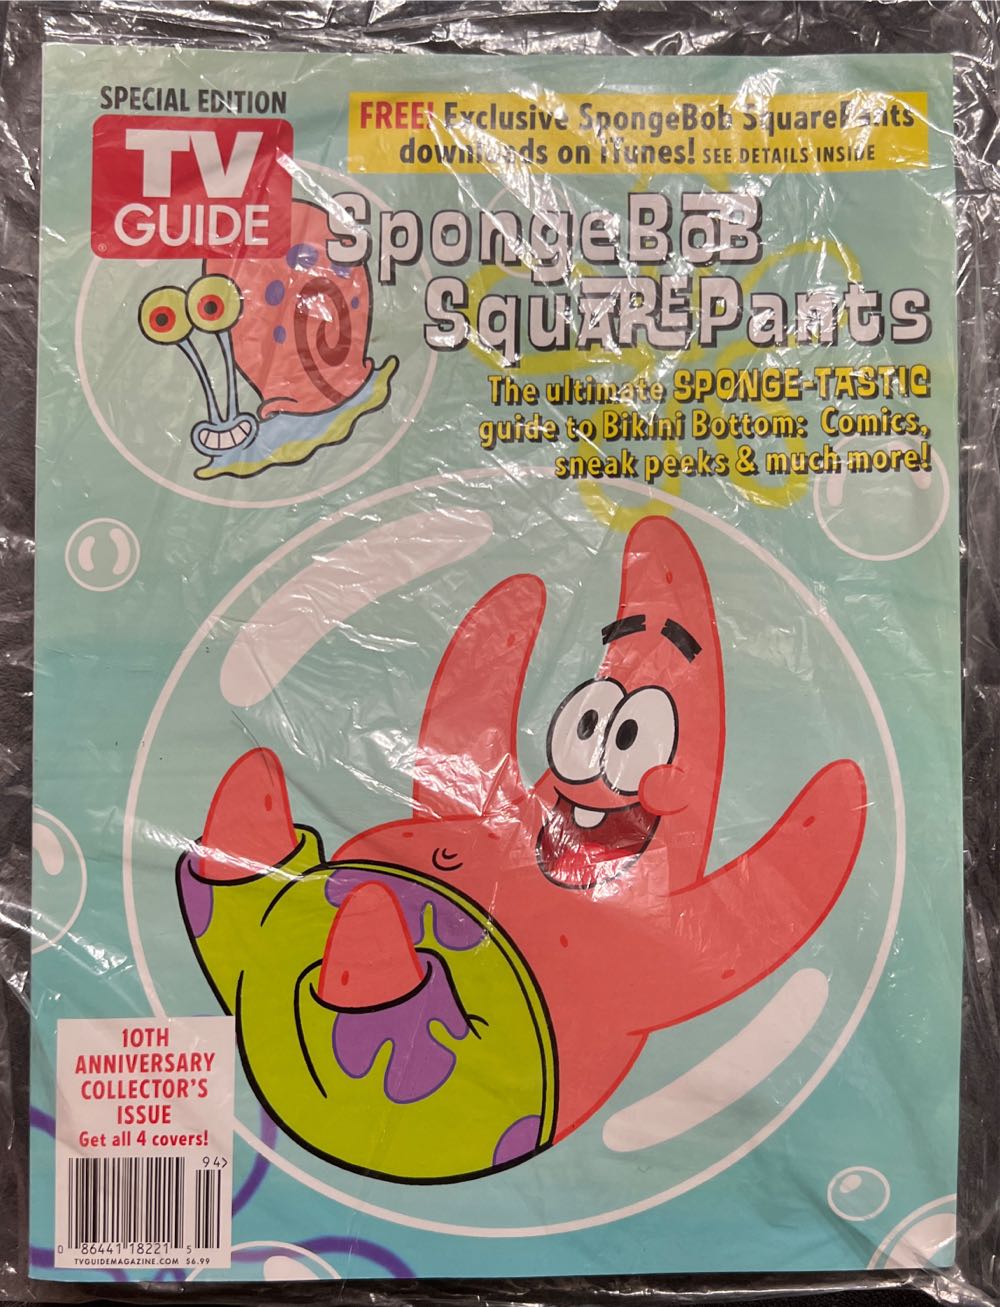 SPECIAL EDITION
TV
GUIDE
FREE! Exclusive SpongeBob SquarePants
downloads on iTunes! SEE DETAILS INSIDE
SpongeBOB
SquAREPants
The ultimate SPONGE-TASTIC
guide to Bikini Bottom: Comics,
sneak peeks & much more!
10TH
ANNIVERSARY
COLLECTOR'S
ISSUE
Get all 4 covers!
94>
0 86441 18221 5
TVGUIDEMAGAZINE.COM $6.99